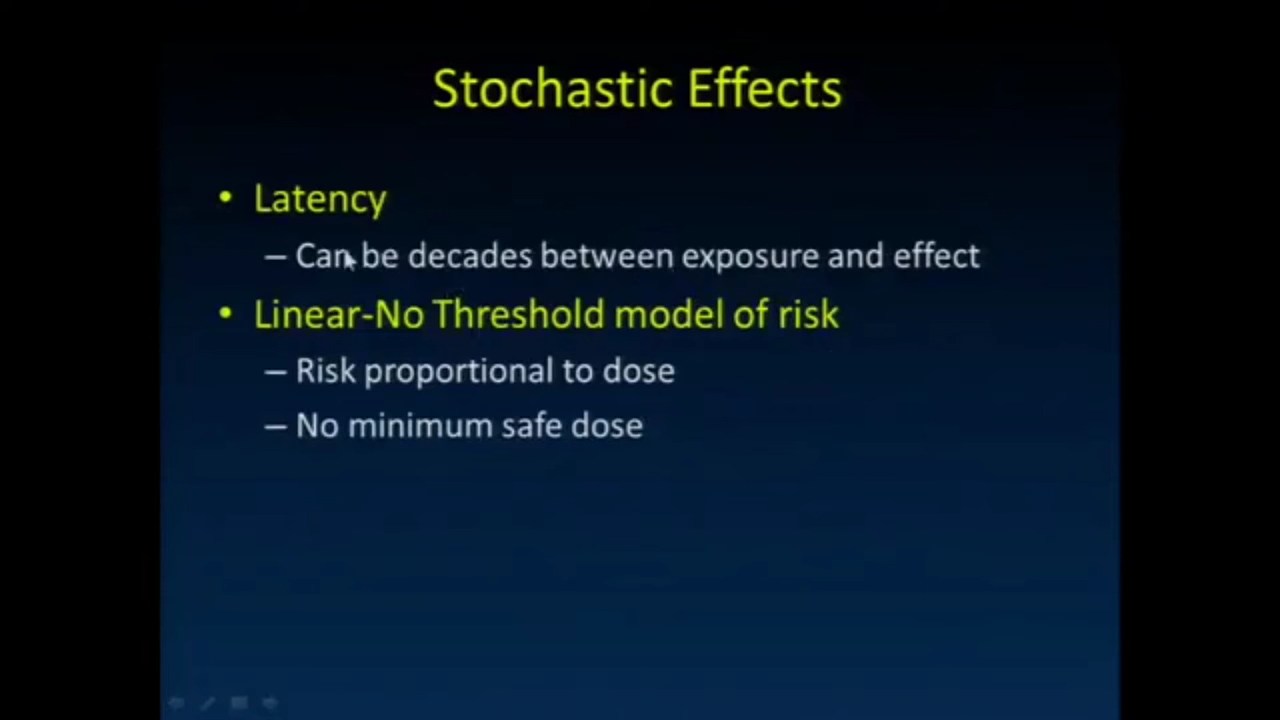 Stochastic Effects
• Latency
– Can be decades between exposure and effect
• Linear-No Threshold model of risk
– Risk proportional to dose
– No minimum safe dose